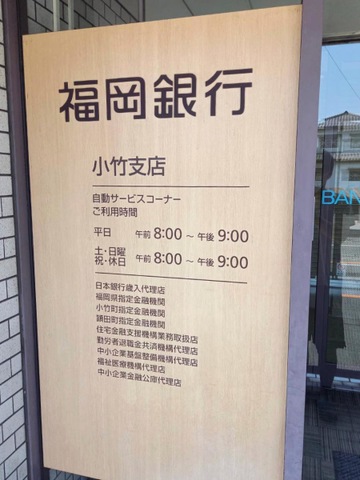 福岡銀行
小竹支店
自動サービスコーナー
ご利用時間
平日 午前 8:00 ～ 午後 9:00
土・日曜
祝・休日 午前 8:00 ～ 午後 9:00
日本銀行歳入代理店
福岡県指定金融機関
小竹町指定金融機関
頴田町指定金融機関
住宅金融支援機構業務取扱店
勤労者退職金共済機構代理店
中小企業基盤整備機構代理店
福祉医療機構代理店
中小企業金融公庫代理店
BAN